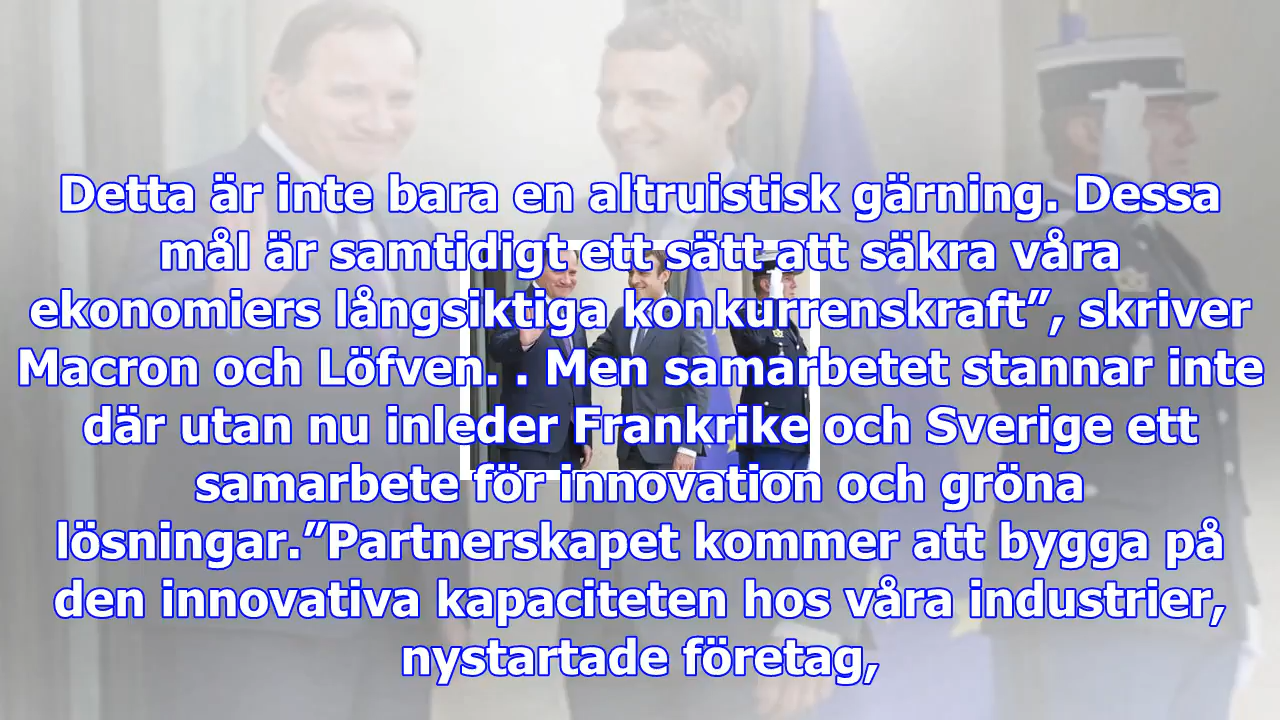 Detta är inte bara en altruistisk gärning. Dessa
mål är samtidigt ett sätt att säkra våra
ekonomiers långsiktiga konkurrenskraft”, skriver
Macron och Löfven. . Men samarbetet stannar inte
där utan nu inleder Frankrike och Sverige ett
samarbete för innovation och gröna
lösningar.”Partnerskapet kommer att bygga på
den innovativa kapaciteten hos våra industrier,
nystartade företag,